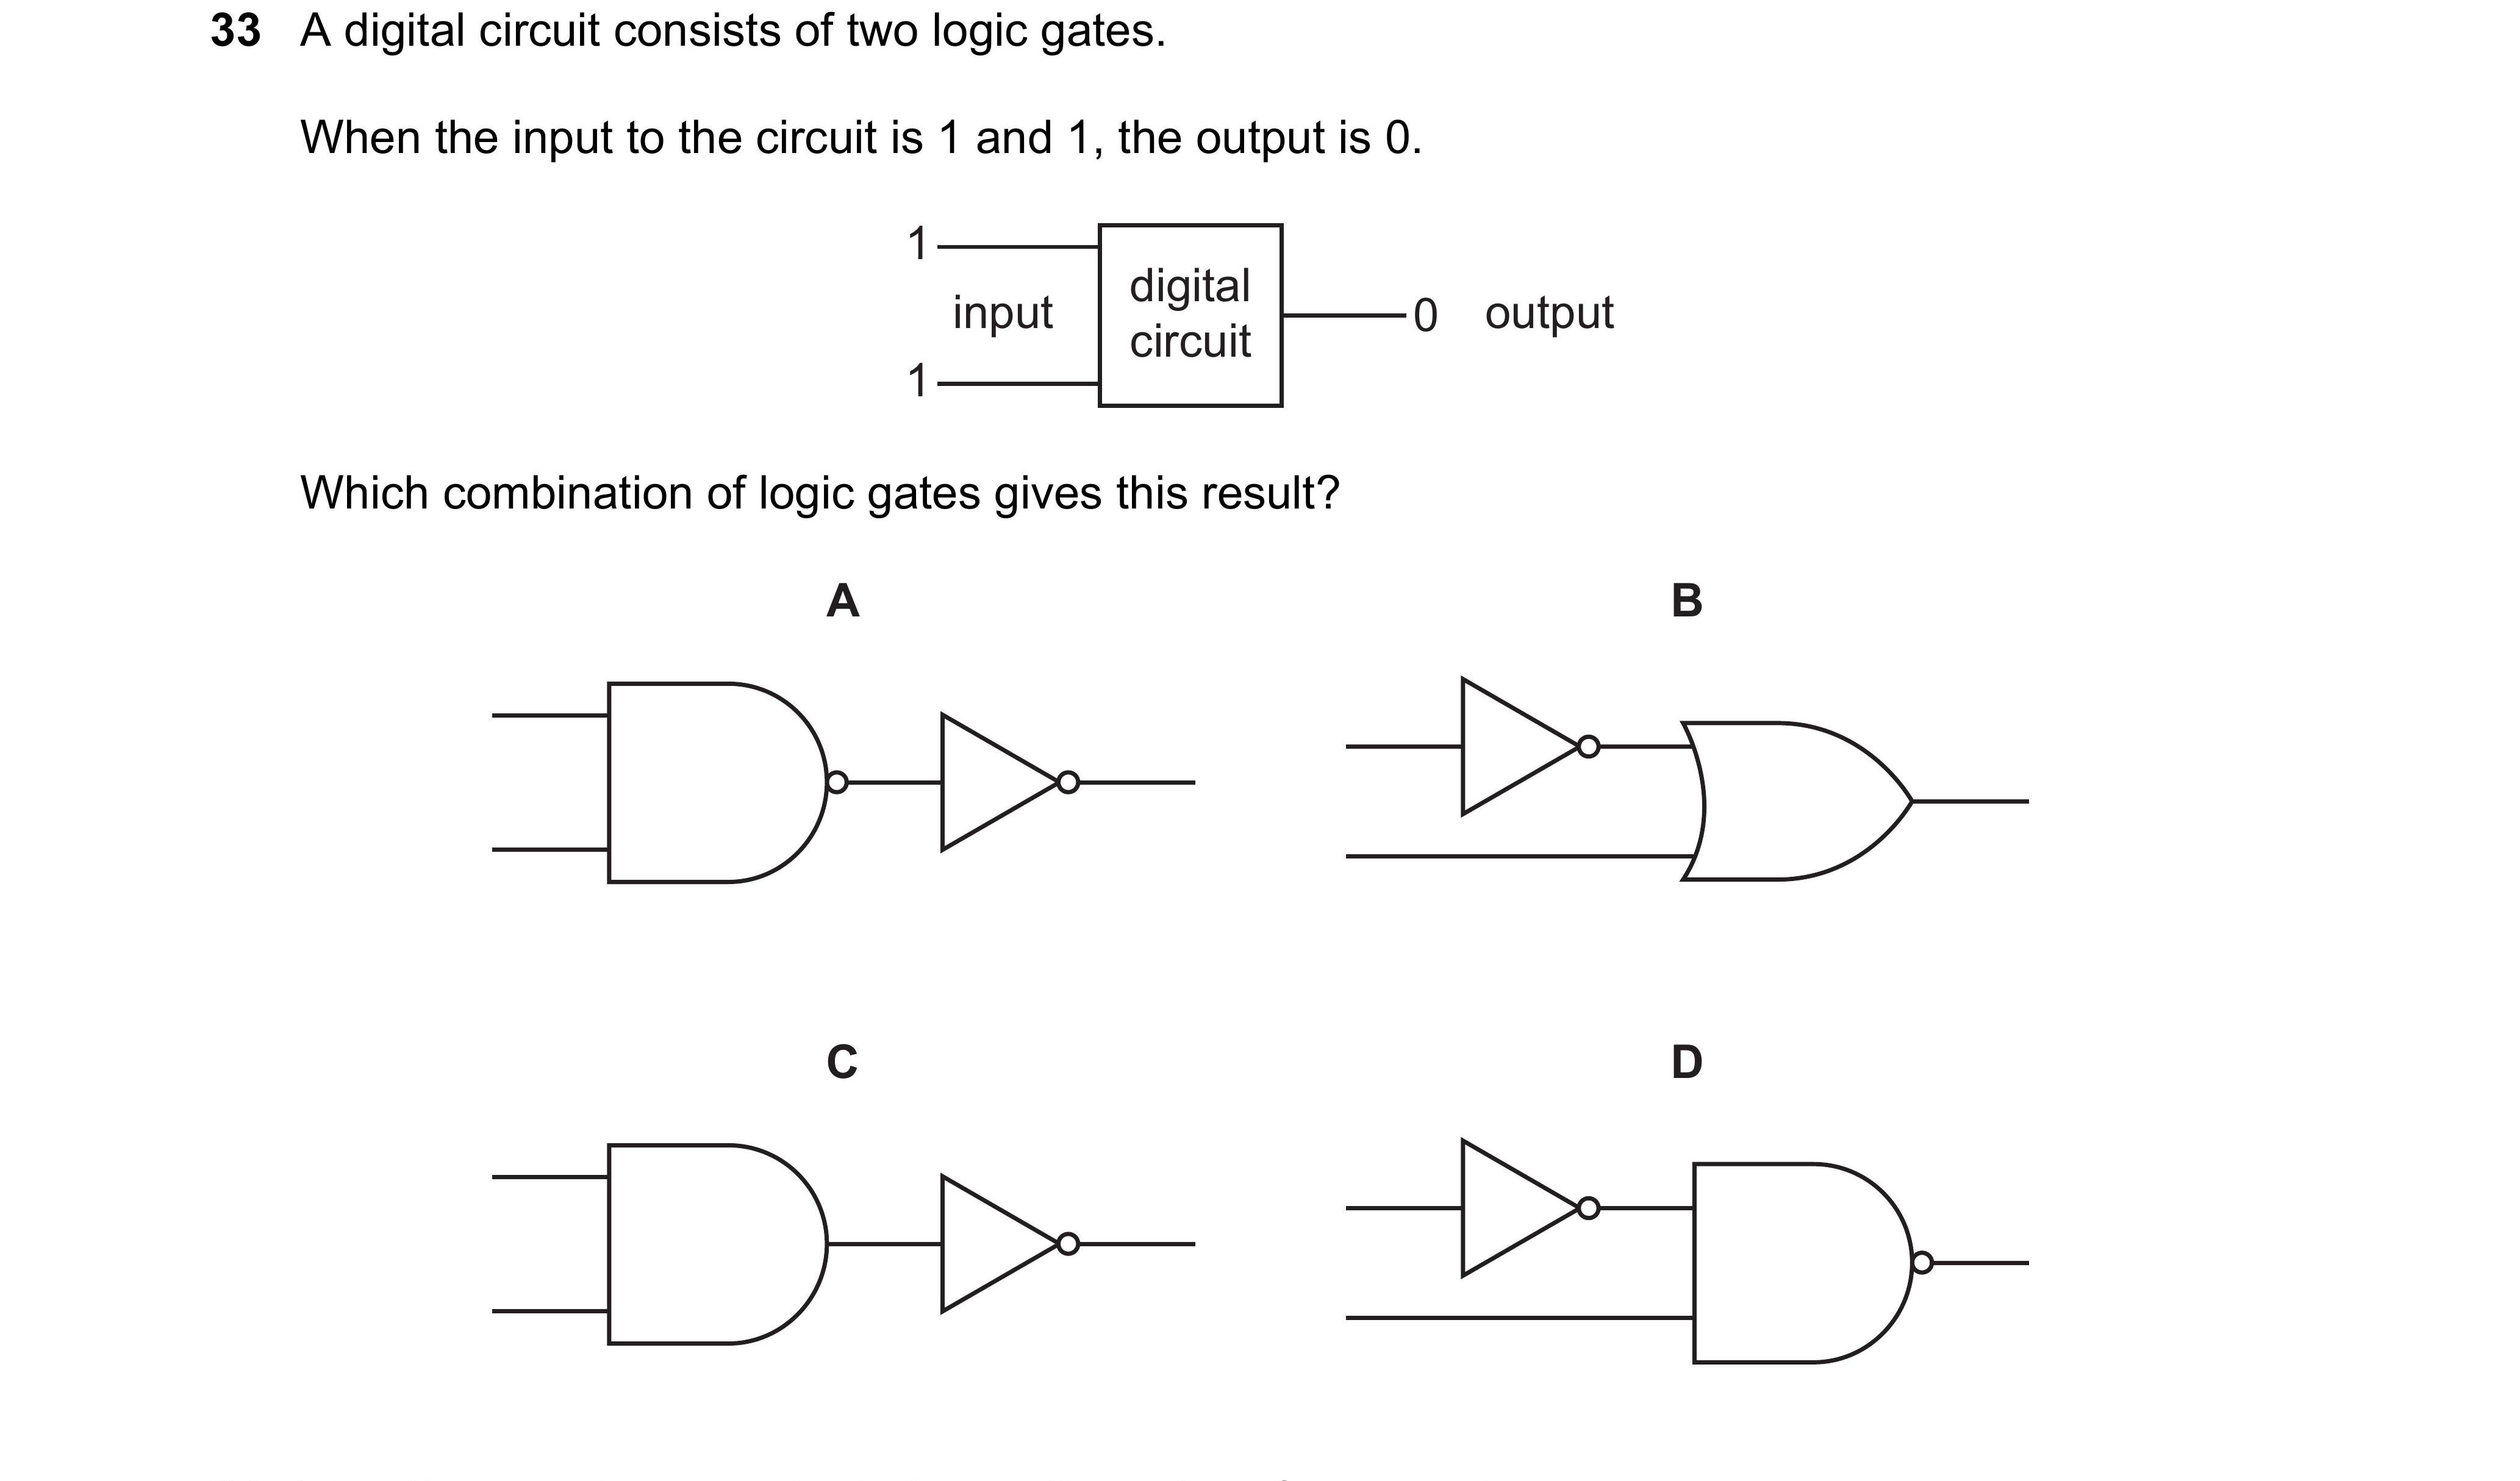 33 A digital circuit consists of two logic gates.
When the input to the circuit is 1 and 1, the output is 0.
1
input
1
digital
circuit
0 output
Which combination of logic gates gives this result?
A
B
C
D